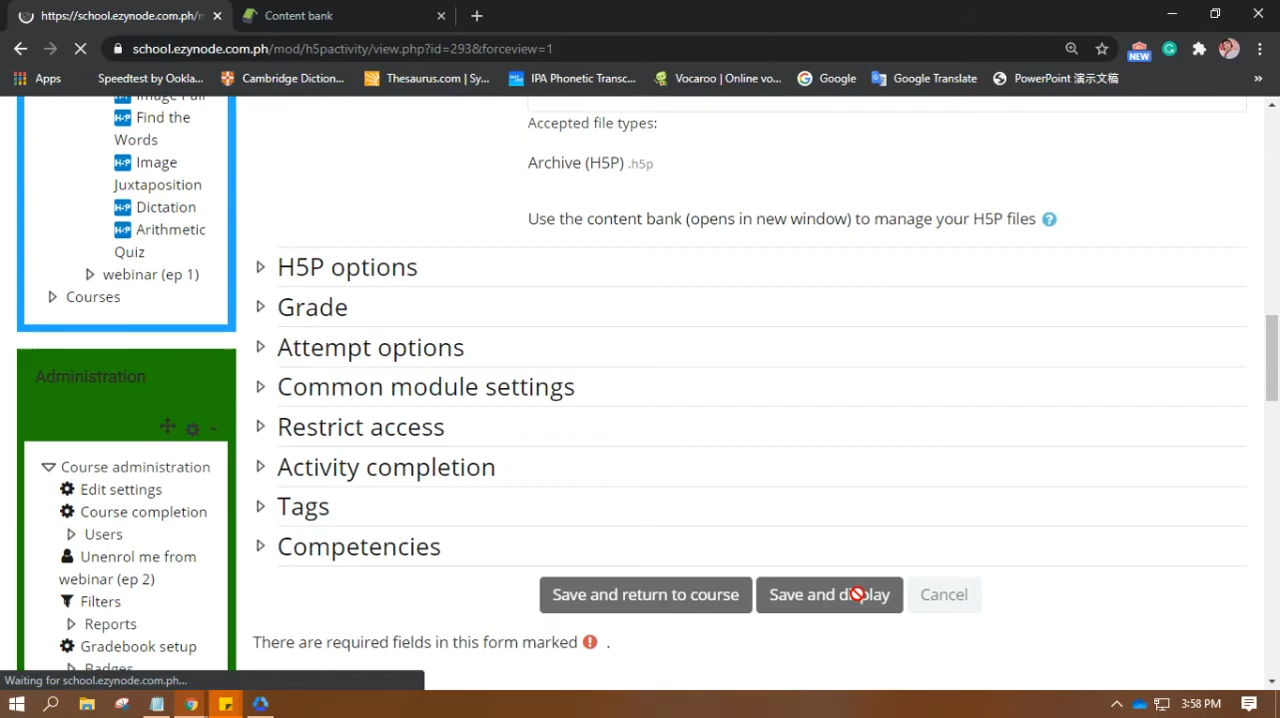 https://school.ezynode.com.ph/n
Content bank
school.ezynode.com.ph/mod/h5pactivity/view.php?id=293&forceview=1
NEW
Apps
Speedtest by Ookla...
Cambridge Diction...
Thesaurus.com | Sy...
IPA Phonetic Transc...
Vocaroo | Online vo...
Google
Google Translate
PowerPoint 演示文稿
»
Find the
Words
Image
Juxtaposition
Dictation
Arithmetic
Quiz
webinar (ep 1)
Courses
Administration
Course administration
Edit settings
Course completion
Users
Unenrol me from
webinar (ep 2)
Filters
Reports
Gradebook setup
Badges
Accepted file types:
Archive (H5P) .h5p
Use the content bank (opens in new window) to manage your H5P files
H5P options
Grade
Attempt options
Common module settings
Restrict access
Activity completion
Tags
Competencies
Save and return to course
Save and display
Cancel
There are required fields in this form marked .
Waiting for school.ezynode.com.ph...
3:58 PM